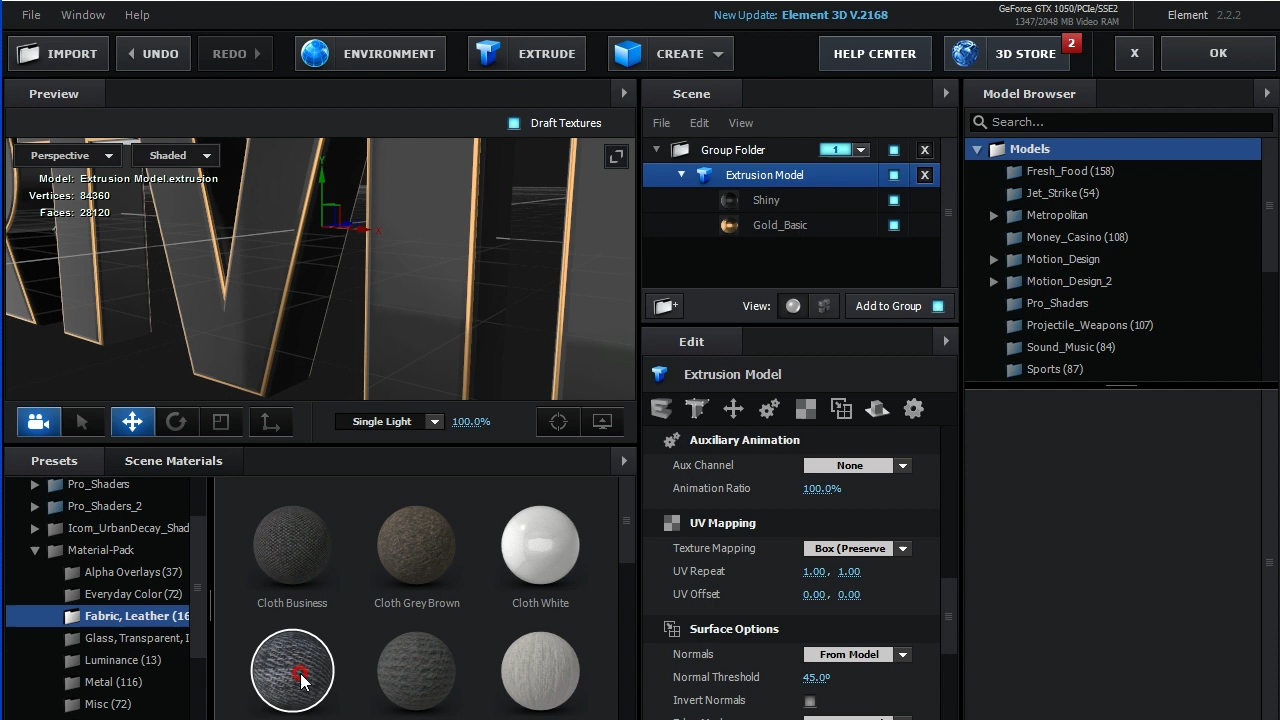 File Window Help
New Update: Element 3D V.2168
GeForce GTX 1050/PCIe/SSE2
1347/2048 MB Video RAM
Element 2.2.2
IMPORT UNDO REDO ENVIRONMENT EXTRUDE CREATE HELP CENTER 3D STORE 2 X OK
Preview
Draft Textures
Perspective Shaded
Model: Extrusion Model.extrusion
Vertices: 84360
Faces: 28120
Y
X
Single Light 100.0%
Presets Scene Materials
Pro_Shaders
Pro_Shaders_2
Icom_UrbanDecay_Shad
Material-Pack
Alpha Overlays (37)
Everyday Color (72)
Fabric, Leather (16
Glass, Transparent, I
Luminance (13)
Metal (116)
Misc (72)
Cloth Business Cloth GreyBrown Cloth White
Scene
File Edit View
Group Folder 1 X
Extrusion Model X
Shiny
Gold_Basic
View: Add to Group
Edit
Extrusion Model
Auxiliary Animation
Aux Channel None
Animation Ratio 100.0%
UV Mapping
Texture Mapping Box (Preserve
UV Repeat 1.00, 1.00
UV Offset 0.00, 0.00
Surface Options
Normals From Model
Normal Threshold 45.0º
Invert Normals
Model Browser
Search...
Models
Fresh_Food (158)
Jet_Strike (54)
Metropolitan
Money_Casino (108)
Motion_Design
Motion_Design_2
Pro_Shaders
Projectile_Weapons (107)
Sound_Music (84)
Sports (87)